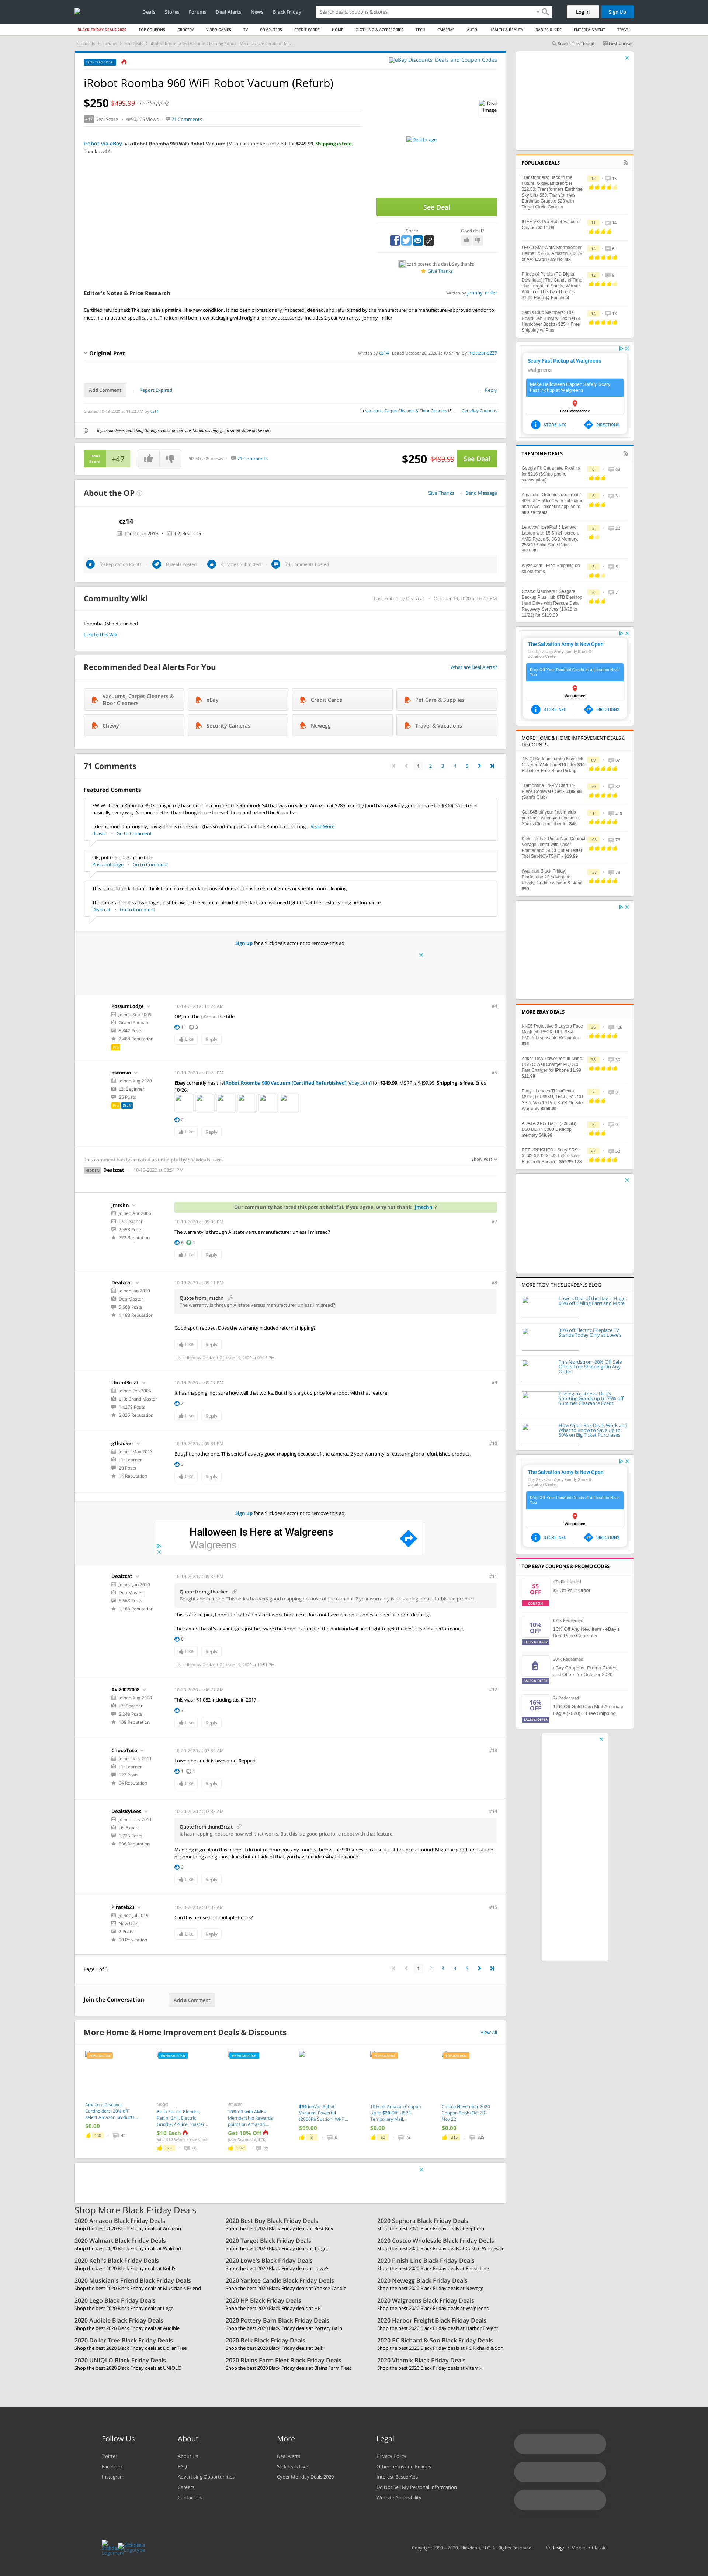 Deals Stores Forums Deal Alerts News Black Friday
Search deals, coupons & stores
Log In Sign Up
BLACK FRIDAY DEALS 2020 TOP COUPONS GROCERY VIDEO GAMES TV COMPUTERS CREDIT CARDS HOME CLOTHING & ACCESSORIES TECH CAMERAS AUTO HEALTH & BEAUTY BABIES & KIDS ENTERTAINMENT TRAVEL
Search This Thread First Unread
FRONTPAGE DEAL
eBay Discounts, Deals and Coupon Codes
iRobot Roomba 960 WiFi Robot Vacuum (Refurb)
$250 $499.99 + Free Shipping
Deal Image
+47 Deal Score 50,205 Views 71 Comments
irobot via eBay has iRobot Roomba 960 WiFi Robot Vacuum (Manufacturer Refurbished) for $249.99. Shipping is free.
Thanks cz14
Deal Image
See Deal
Share Good deal?
cz14 posted this deal. Say thanks!
Give Thanks
Editor's Notes & Price Research
Written by johnny_miller
Certified refurbished: The item is in a pristine, like-new condition. It has been professionally inspected, cleaned, and refurbished by the manufacturer or a manufacturer-approved vendor to meet manufacturer specifications. The item will be in new packaging with original or new accessories. Includes 2-year warranty. -johnny_miller
Original Post
Written by cz14 Edited October 20, 2020 at 10:57 PM by mattzane227
Add Comment Report Expired Reply
Created 10-19-2020 at 11:22 AM by cz14
in Vacuums, Carpet Cleaners & Floor Cleaners (8) Get eBay Coupons
If you purchase something through a post on our site, Slickdeals may get a small share of the sale.
Deal Score +47
50,205 Views 71 Comments
$250 $499.99 See Deal
About the OP
Give Thanks Send Message
cz14
Joined Jun 2019 L2: Beginner
30 Reputation Points 0 Deals Posted 41 Votes Submitted 74 Comments Posted
Community Wiki
Last Edited by Dealzcat October 19, 2020 at 09:12 PM
Roomba 960 refurbished
Link to this Wiki
Recommended Deal Alerts For You
What are Deal Alerts?
Vacuums, Carpet Cleaners & Floor Cleaners
eBay
Credit Cards
Pet Care & Supplies
Chewy
Security Cameras
Newegg
Travel & Vacations
71 Comments
1 2 3 4 5
Featured Comments
FWIW I have a Roomba 960 sitting in my basement in a box b/c the Roborock S4 that was on sale at Amazon at $285 recently (and has regularly gone on sale for $300) is better in basically every way. So much better than I bought one for each floor and retired the Roomba:
- cleans more thoroughly, navigation is more sane (has smart mapping that the Roomba is lacking... Read More
dcaslin Go to Comment
OP, put the price in the title.
PossumLodge Go to Comment
This is a solid pick, I don't think I can make it work because it does not have keep out zones or specific room cleaning.
The camera has it's advantages, just be aware the robot is afraid of the dark and will need light to get the best cleaning perfomance.
Dealzcat Go to Comment
Sign up for a Slickdeals account to remove this ad.
PossumLodge
Joined Sep 2005
Grand Poobah
8,842 Posts
2,488 Reputation
10-19-2020 at 11:24 AM
#4
OP, put the price in the title.
11 3
Like Reply
psconvo
Joined Aug 2020
L2: Beginner
25 Posts
10-19-2020 at 01:20 PM
#5
Ebay currently has the iRobot Roomba 960 Vacuum (Certified Refurbished) [ebay.com] for $249.99. MSRP is $499.99. Shipping is free. Ends 10/26.
2
Like Reply
This comment has been rated as unhelpful by Slickdeals users
Show Post
Dealzcat 10-19-2020 at 08:51 PM
jmschn
Joined Apr 2006
L7: Teacher
2,458 Posts
722 Reputation
Our community has rated this post as helpful. If you agree, why not thank jmschn ?
10-19-2020 at 09:06 PM
#7
The warranty is through Allstate versus manufacturer unless I misread?
6 1
Like Reply
Dealzcat
Joined Jan 2010
DealMaster
5,568 Posts
1,188 Reputation
10-19-2020 at 09:11 PM
#8
Quote from jmschn
The warranty is through Allstate versus manufacturer unless I misread?
Good spot, repped. Does the warranty included return shipping?
Like Reply
Last edited by Dealzcat October 19, 2020 at 09:15 PM.
thund3rcat
Joined Feb 2005
L10: Grand Master
14,279 Posts
2,035 Reputation
10-19-2020 at 09:17 PM
#9
It has mapping, not sure how well that works. But this is a good price for a robot with that feature.
2
Like Reply
g1hacker
Joined May 2013
L1: Learner
20 Posts
14 Reputation
10-19-2020 at 09:31 PM
#10
Bought another one. This series has very good mapping because of the camera.. 2 year warranty is reassuring for a refurbished product.
3
Like Reply
Sign up for a Slickdeals account to remove this ad.
Halloween Is Here at Walgreens
Walgreens
Dealzcat
Joined Jan 2010
DealMaster
5,568 Posts
1,188 Reputation
10-19-2020 at 09:35 PM
#11
Quote from g1hacker
Bought another one. This series has very good mapping because of the camera.. 2 year warranty is reassuring for a refurbished product.
This is a solid pick, I don't think I can make it work because it does not have keep out zones or specific room cleaning.
The camera has it's advantages, just be aware the robot is afraid of the dark and will need light to get the best cleaning perfomance.
8
Like Reply
Last edited by Dealzcat October 19, 2020 at 10:51 PM.
Avi20072008
Joined Aug 2008
L7: Teacher
2,248 Posts
138 Reputation
10-20-2020 at 06:27 AM
#12
This was ~$1,082 including tax in 2017.
7
Like Reply
ChocoToto
Joined Nov 2011
L1: Learner
127 Posts
64 Reputation
10-20-2020 at 07:34 AM
#13
I own one and it is awesome! Repped
1 1
Like Reply
DealsByLees
Joined Nov 2011
L6: Expert
1,725 Posts
536 Reputation
10-20-2020 at 07:38 AM
#14
Quote from thund3rcat
It has mapping, not sure how well that works. But this is a good price for a robot with that feature.
Mapping is great on this model. I do not recommend any roomba below the 900 series because it just bounces around. Might be good for a studio or something along those lines but outside of that, you have no idea what it cleaned.
3
Like Reply
Pirateb23
Joined Jul 2019
New User
2 Posts
10 Reputation
10-20-2020 at 07:39 AM
#15
Can this be used on multiple floors?
Like Reply
Page 1 of 5
1 2 3 4 5
Join the Conversation Add a Comment
More Home & Home Improvement Deals & Discounts
View All
Amazon: Discover Cardholders: 20% off select Amazon products...
$0.00
160 44
Macy's
Bella Rocket Blender, Panini Grill, Electric Griddle, 4-Slice Toaster...
$10 Each
73 86
Amazon
10% off with AMEX Membership Rewards points on Amazon...
Get 10% Off
302 99
$99 IonVac Robot Vacuum, Powerful (2000Pa Suction) Wi-Fi...
$99.00
8 6
10% off Amazon Coupon Up to $20 Off: USPS Temporary Mail...
$0.00
80 72
Costco November 2020 Coupon Book (Oct 28 - Nov 22)
$0.00
315 225
Shop More Black Friday Deals
2020 Amazon Black Friday Deals
Shop the best 2020 Black Friday deals at Amazon
2020 Best Buy Black Friday Deals
Shop the best 2020 Black Friday deals at Best Buy
2020 Sephora Black Friday Deals
Shop the best 2020 Black Friday deals at Sephora
2020 Walmart Black Friday Deals
Shop the best 2020 Black Friday deals at Walmart
2020 Target Black Friday Deals
Shop the best 2020 Black Friday deals at Target
2020 Costco Wholesale Black Friday Deals
Shop the best 2020 Black Friday deals at Costco Wholesale
2020 Kohl's Black Friday Deals
Shop the best 2020 Black Friday deals at Kohl's
2020 Lowe's Black Friday Deals
Shop the best 2020 Black Friday deals at Lowe's
2020 Finish Line Black Friday Deals
Shop the best 2020 Black Friday deals at Finish Line
2020 Musician's Friend Black Friday Deals
Shop the best 2020 Black Friday deals at Musician's Friend
2020 Yankee Candle Black Friday Deals
Shop the best 2020 Black Friday deals at Yankee Candle
2020 Newegg Black Friday Deals
Shop the best 2020 Black Friday deals at Newegg
2020 Lego Black Friday Deals
Shop the best 2020 Black Friday deals at Lego
2020 HP Black Friday Deals
Shop the best 2020 Black Friday deals at HP
2020 Walgreens Black Friday Deals
Shop the best 2020 Black Friday deals at Walgreens
2020 Audible Black Friday Deals
Shop the best 2020 Black Friday deals at Audible
2020 Pottery Barn Black Friday Deals
Shop the best 2020 Black Friday deals at Pottery Barn
2020 Harbor Freight Black Friday Deals
Shop the best 2020 Black Friday deals at Harbor Freight
2020 Dollar Tree Black Friday Deals
Shop the best 2020 Black Friday deals at Dollar Tree
2020 Belk Black Friday Deals
Shop the best 2020 Black Friday deals at Belk
2020 PC Richard & Son Black Friday Deals
Shop the best 2020 Black Friday deals at PC Richard & Son
2020 UNIQLO Black Friday Deals
Shop the best 2020 Black Friday deals at UNIQLO
2020 Blains Farm Fleet Black Friday Deals
Shop the best 2020 Black Friday deals at Blains Farm Fleet
2020 Vitamix Black Friday Deals
Shop the best 2020 Black Friday deals at Vitamix
POPULAR DEALS
Transformers: Back to the Future, Gigawatt preorder $22.50; Transformers Earthrise Sky Linx $60; Transformers Earthrise Grapple $20 with Target Circle Coupon
ILIFE V3s Pro Robot Vacuum Cleaner $111.99
LEGO Star Wars Stormtrooper Helmet 75276, Amazon $52.79 or AAFES $47.99 No Tax
Prince of Persia (PC Digital Download): The Sands of Time, The Forgotten Sands, Warrior Within or The Two Thrones $1.99 Each @ Fanatical
Sam's Club Members: The Roald Dahl Library Box Set (9 Hardcover Books) $25 + Free Shipping w/ Plus
Scary Fast Pickup at Walgreens
Walgreens
Make Halloween Happen Safely. Scary Fast Pickup at Walgreens
East Wenatchee
STORE INFO DIRECTIONS
TRENDING DEALS
Google Fi: Get a new Pixel 4a for $216 ($9/mo phone subscription)
Amazon - Greenies dog treats - 40% off + 5% off with subscribe and save - discount applied to all size treats
Lenovo® IdeaPad 5 Lenovo Laptop with 15.6 inch screen, AMD Ryzen 5, 8GB Memory, 256GB Solid State Drive - $519.99
Wyze.com - Free Shipping on select items
Costco Members : Seagate Backup Plus Hub 8TB Desktop Hard Drive with Rescue Data Recovery Services (10/28 to 11/22) for $119.99
The Salvation Army Is Now Open
The Salvation Army Family Store & Donation Center
Drop Off Your Donated Goods at a Location Near You
Wenatchee
STORE INFO DIRECTIONS
MORE HOME & HOME IMPROVEMENT DEALS & DISCOUNTS
7.5-Qt Sedona Jumbo Nonstick Covered Wok Pan $10 after $10 Rebate + Free Store Pickup
Tramontina Tri-Ply Clad 14-Piece Cookware Set - $199.98 (Sam's Club)
Get $45 off your first in-club purchase when you become a Sam's Club member for $45
Klein Tools 2-Piece Non-Contact Voltage Tester with Laser Pointer and GFCI Outlet Tester Tool Set-NCVT5KIT - $19.99
(Walmart Black Friday) Blackstone 22 Adventure Ready, Griddle w hood & stand. $99
MORE EBAY DEALS
KN95 Protective 5 Layers Face Mask [50 PACK] BFE 95% PM2.5 Disposable Respirator $12
Anker 18W PowerPort III Nano USB C Wall Charger PIQ 3.0 Fast Charger for iPhone 11.99 $11.99
Ebay - Lenovo ThinkCentre M90n, i7-8665U, 16GB, 512GB SSD, Win 10 Pro, 3 YR On-site Warranty $559.99
ADATA XPG 16GB (2x8GB) D30 DDR4 3000 Desktop memory $49.99
REFURBISHED - Sony SRS-XB43 XB33 XB23 Extra Bass Bluetooth Speaker $59.99-129
MORE FROM THE SLICKDEALS BLOG
Lowe's Deal of the Day is Huge: 65% off Ceiling Fans and More
30% off Electric Fireplace TV Stands Today Only at Lowe's
This Nordstrom 60% Off Sale Offers Free Shipping On Any Order!
Fishing to Fitness: Dick's Sporting Goods up to 75% off Summer Clearance Event
How Open-Box Deals Work and What to Know to Save Up to 50% on Big Ticket Purchases
The Salvation Army Is Now Open
The Salvation Army Family Store & Donation Center
Drop Off Your Donated Goods at a Location Near You
Wenatchee
STORE INFO DIRECTIONS
TOP EBAY COUPONS & PROMO CODES
$5 OFF
COUPON
47k Redeemed
$5 Off Your Order
10% OFF
SALES & OFFER
616k Redeemed
10% Off Any New Item - eBay's Best Price Guarantee
SALES & OFFER
304k Redeemed
eBay Coupons, Promo Codes, and Offers for October 2020
16% OFF
SALES & OFFER
2k Redeemed
16% Off Gold Coin Mini American Eagle (2020) + Free Shipping
Follow Us
Twitter
Facebook
Instagram
About
About Us
FAQ
Advertising Opportunities
Careers
Contact Us
More
Deal Alerts
Slickdeals Live
Cyber Monday Deals 2020
Legal
Privacy Policy
Other Terms and Policies
Interest-Based Ads
Do Not Sell My Personal Information
Website Accessibility
Copyright 1999 - 2020. Slickdeals, LLC. All Rights Reserved.
Redesign • Mobile • Classic